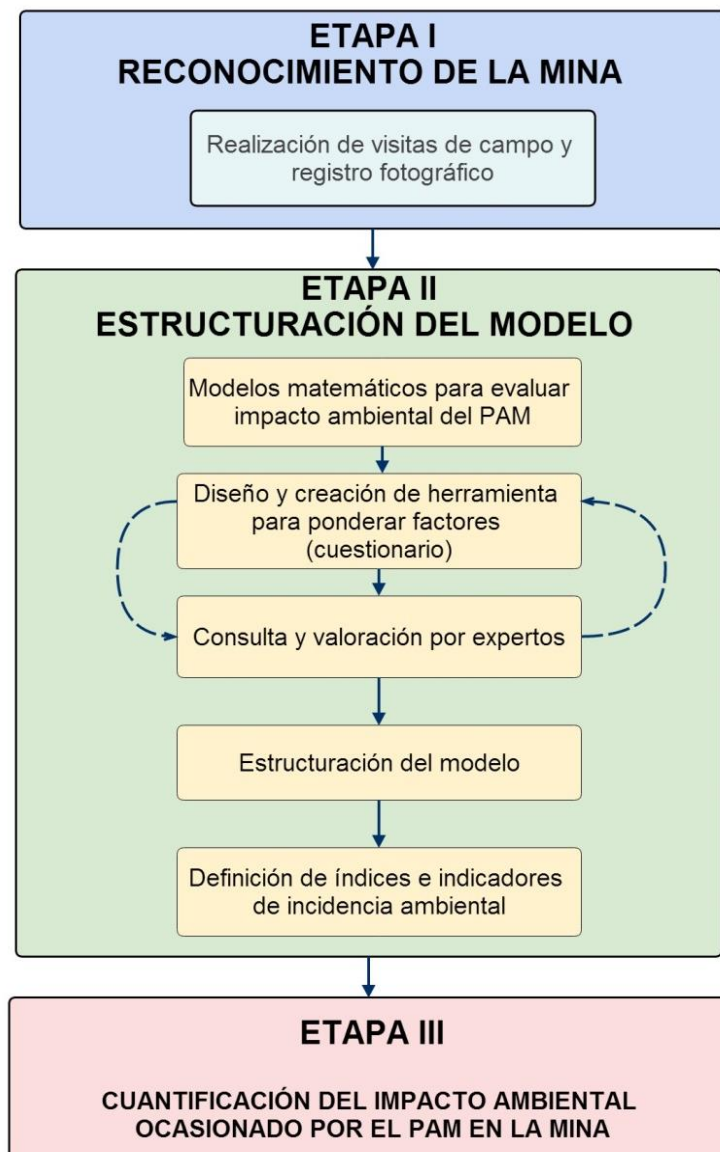 ETAPA I
RECONOCIMIENTO DE LA MINA
Realización de visitas de campo y
registro fotográfico
ETAPA II
ESTRUCTURACIÓN DEL MODELO
Modelos matemáticos para evaluar
impacto ambiental del PAM
Diseño y creación de herramienta
para ponderar factores
(cuestionario)
Consulta y valoración por expertos
Estructuración del modelo
Definición de índices e indicadores
de incidencia ambiental
ETAPA III
CUANTIFICACIÓN DEL IMPACTO AMBIENTAL
OCASIONADO POR EL PAM EN LA MINA